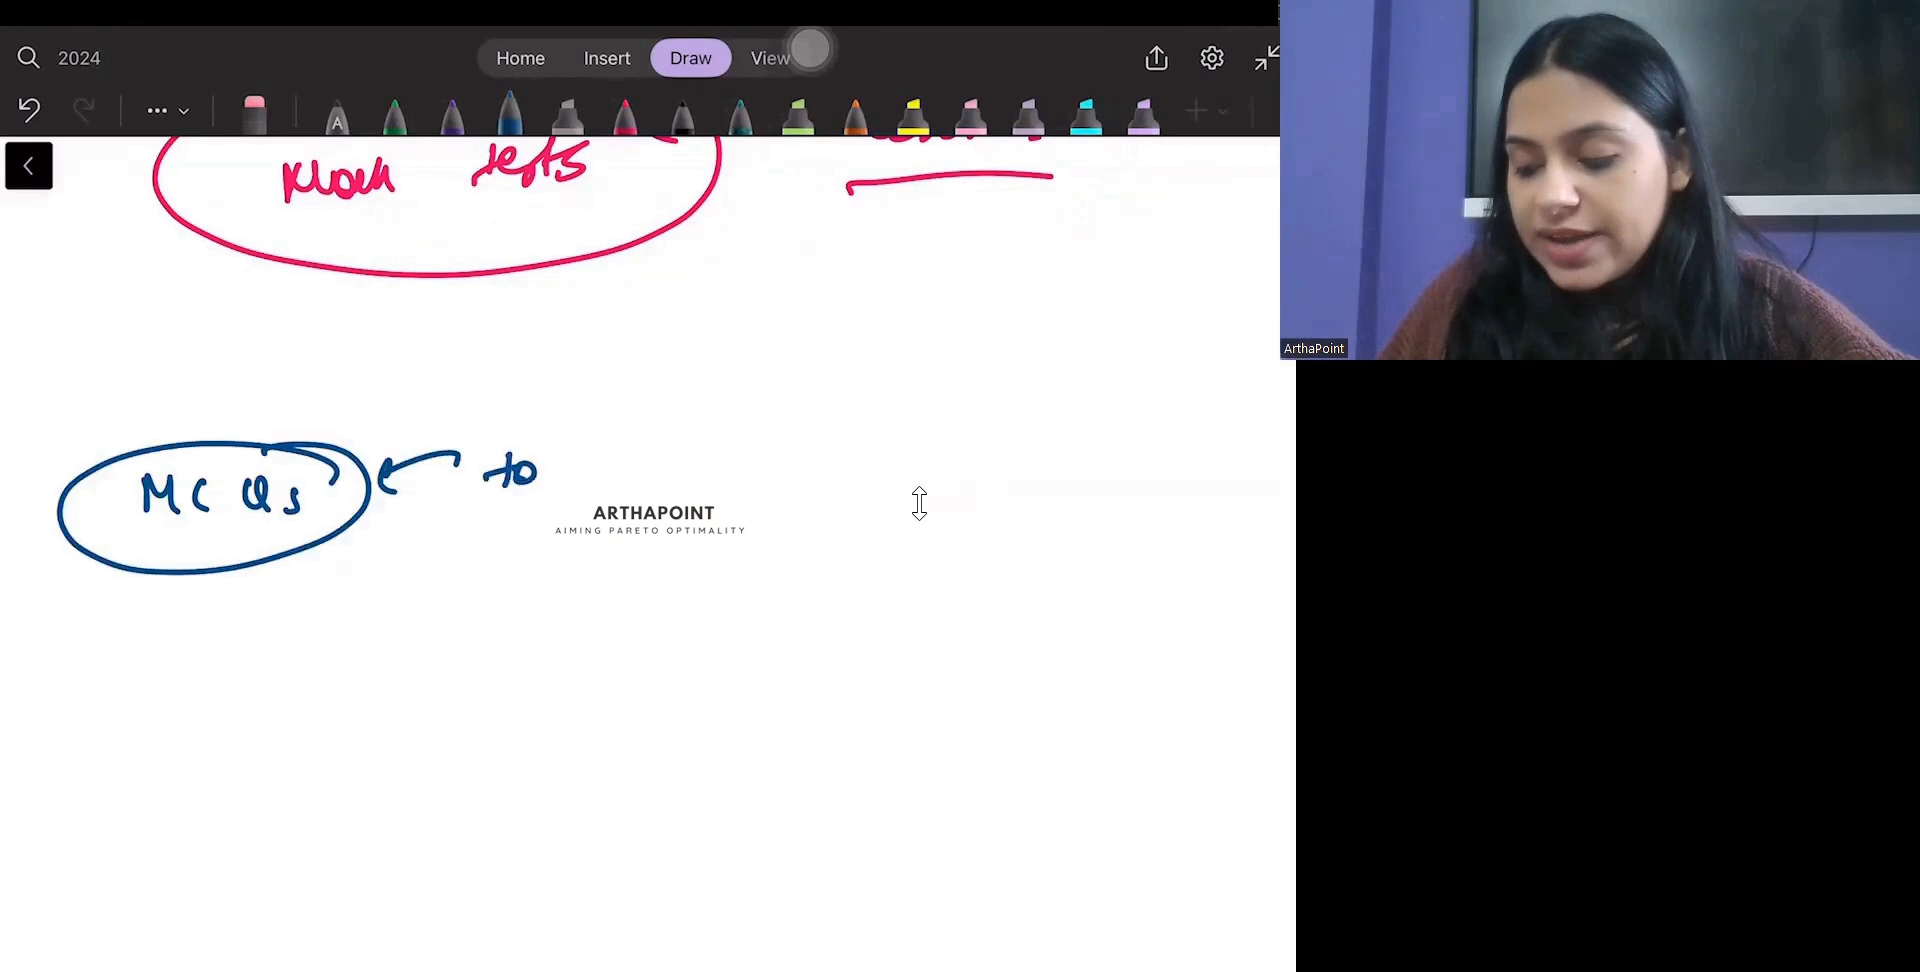 2024
Home Insert Draw View
A
Mock tests
ArthaPoint
MCQs to
ARTHAPOINT
AIMING PARETO OPTIMALITY